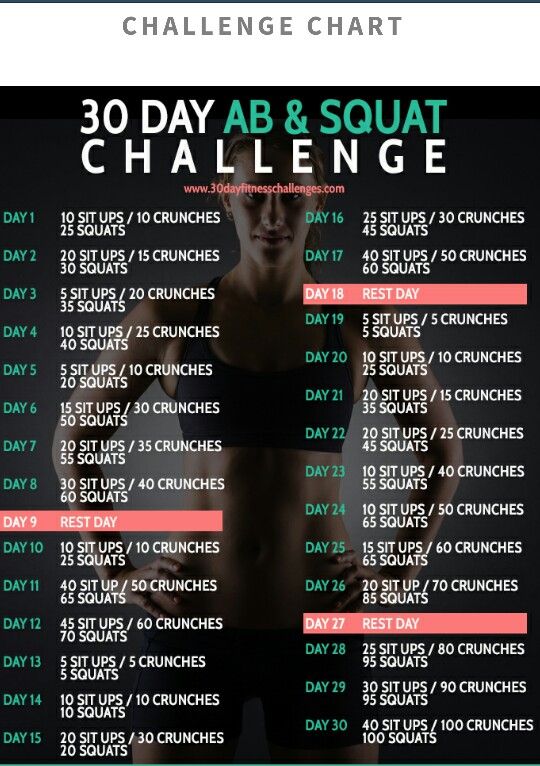 CHALLENGE CHART
30 DAY AB & SQUAT
CHALLENGE
www.30dayfitnesschallenges.com
DAY 1 10 SIT UPS / 10 CRUNCHES
25 SQUATS
DAY 2 20 SIT UPS / 15 CRUNCHES
30 SQUATS
DAY 3 5 SIT UPS / 20 CRUNCHES
35 SQUATS
DAY 4 10 SIT UPS / 25 CRUNCHES
40 SQUATS
DAY 5 5 SIT UPS / 10 CRUNCHES
20 SQUATS
DAY 6 15 SIT UPS / 30 CRUNCHES
50 SQUATS
DAY 7 20 SIT UPS / 35 CRUNCHES
55 SQUATS
DAY 8 30 SIT UPS / 40 CRUNCHES
60 SQUATS
DAY 9 REST DAY
DAY 10 10 SIT UPS / 10 CRUNCHES
25 SQUATS
DAY 11 40 SIT UP / 50 CRUNCHES
65 SQUATS
DAY 12 45 SIT UPS / 60 CRUNCHES
70 SQUATS
DAY 13 5 SIT UPS / 5 CRUNCHES
5 SQUATS
DAY 14 10 SIT UPS / 10 CRUNCHES
10 SQUATS
DAY 15 20 SIT UPS / 30 CRUNCHES
20 SQUATS
DAY 16 25 SIT UPS / 30 CRUNCHES
45 SQUATS
DAY 17 40 SIT UPS / 50 CRUNCHES
60 SQUATS
DAY 18 REST DAY
DAY 19 5 SIT UPS / 5 CRUNCHES
5 SQUATS
DAY 20 10 SIT UPS / 10 CRUNCHES
25 SQUATS
DAY 21 20 SIT UPS / 15 CRUNCHES
35 SQUATS
DAY 22 20 SIT UPS / 25 CRUNCHES
45 SQUATS
DAY 23 10 SIT UPS / 40 CRUNCHES
55 SQUATS
DAY 24 10 SIT UPS / 50 CRUNCHES
65 SQUATS
DAY 25 15 SIT UPS / 60 CRUNCHES
65 SQUATS
DAY 26 20 SIT UP / 70 CRUNCHES
85 SQUATS
DAY 27 REST DAY
DAY 28 25 SIT UPS / 80 CRUNCHES
95 SQUATS
DAY 29 30 SIT UPS / 90 CRUNCHES
95 SQUATS
DAY 30 40 SIT UPS / 100 CRUNCHES
100 SQUATS